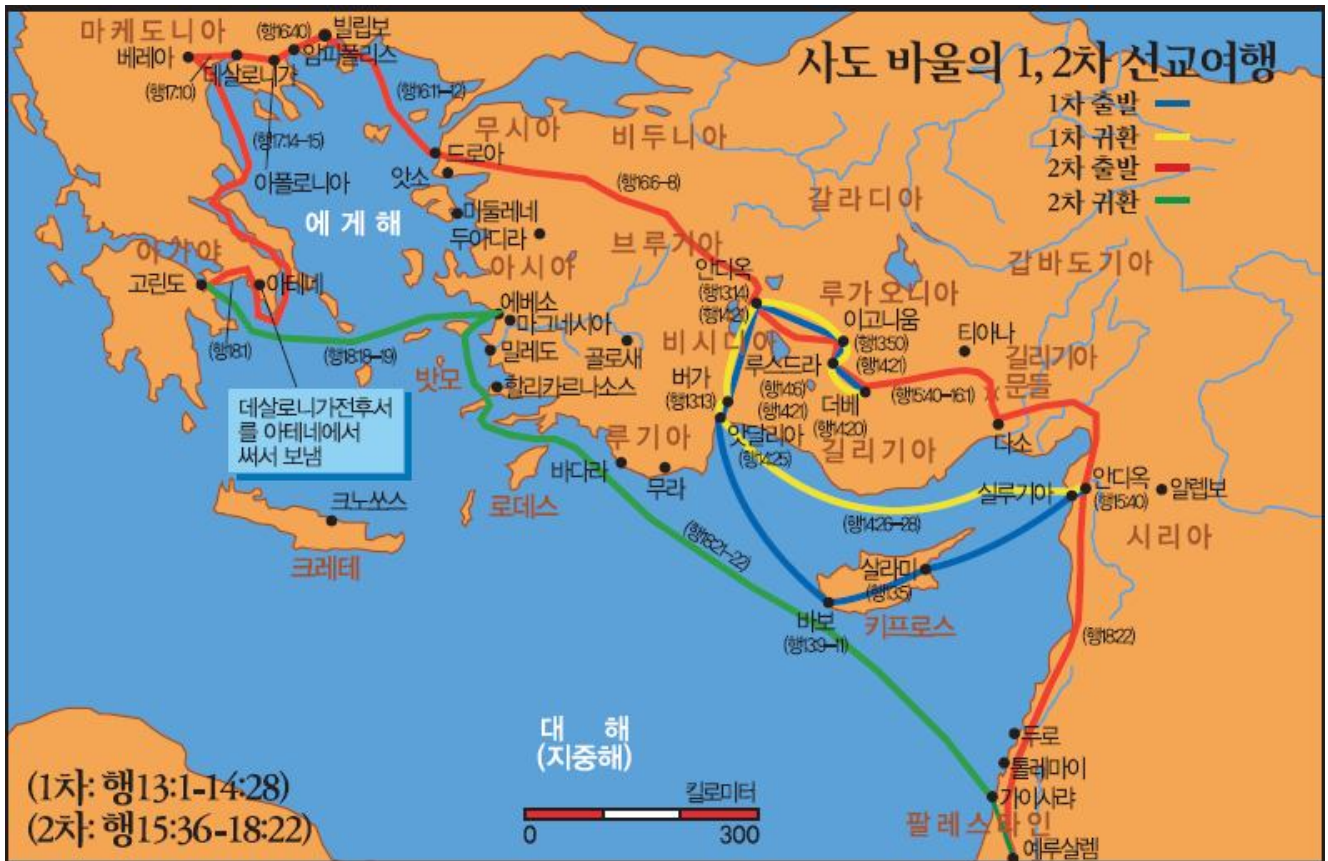 사도 바울의 1, 2차 선교여행
1차 출발
1차 귀환
2차 출발
2차 귀환
마케도니아
(행16:40)
빌립보
베레아
암피폴리스
데살로니가
(행17:10)
(행16:11-12)
(행17:14-15)
아폴로니아
무시아
비두니아
드로아
앗소
(행16:6-8)
갈라디아
에게해
미둘레네
두아디라
브루기아
아시아
갑바도기아
아가야
고린도
아테네
안디옥
(행13:14)
(행14:21)
루가오니아
에베소
마그네시아
이고니움
(행13:50)
(행14:21)
티아나
(행18:1)
(행18:18-19)
밀레도
골로새
비시디아
루스드라
(행14:6)
(행14:21)
길리기아
문들
밧모
할리카르나소스
버가
(행13:13)
더베
(행14:20)
(행15:40-16:1)
데살로니가전후서
를 아테네에서
써서 보냄
루기아
앗달리아
(행14:25)
길리기아
다소
바다라
무라
실루기아
안디옥
(행15:40)
알렙보
크노쏘스
로데스
(행14:26-28)
시리아
크레테
(행18:21-22)
살라미
(행13:5)
바보
(행13:9-11)
키프로스
(행18:22)
대 해
(지중해)
두로
톨레마이
가이사랴
팔레스타인
예루살렘
킬로미터
0 300
(1차: 행13:1-14:28)
(2차: 행15:36-18:22)